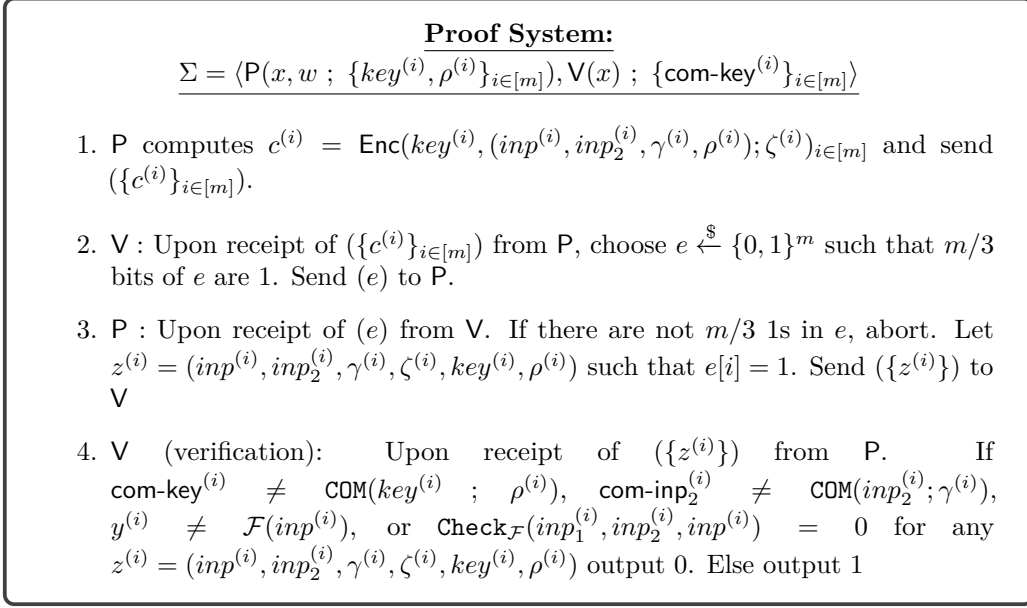 Proof System:
Σ = ⟨P(x, w ; {key^(i), ρ^(i)}_{i∈[m]}), V(x) ; {com-key^(i)}_{i∈[m]}⟩
1. P computes c^(i) = Enc(key^(i), (inp^(i), inp_2^(i), γ^(i), ρ^(i)); ζ^(i))_{i∈[m]} and send
({c^(i)}_{i∈[m]}).
2. V : Upon receipt of ({c^(i)}_{i∈[m]}) from P, choose e ←$ {0, 1}^m such that m/3
bits of e are 1. Send (e) to P.
3. P : Upon receipt of (e) from V. If there are not m/3 1s in e, abort. Let
z^(i) = (inp^(i), inp_2^(i), γ^(i), ζ^(i), key^(i), ρ^(i)) such that e[i] = 1. Send ({z^(i)}) to
V
4. V (verification): Upon receipt of ({z^(i)}) from P. If
com-key^(i) ≠ COM(key^(i) ; ρ^(i)), com-inp_2^(i) ≠ COM(inp_2^(i); γ^(i)),
y^(i) ≠ F(inp^(i)), or Check_F(inp_1^(i), inp_2^(i), inp^(i)) = 0 for any
z^(i) = (inp^(i), inp_2^(i), γ^(i), ζ^(i), key^(i), ρ^(i)) output 0. Else output 1